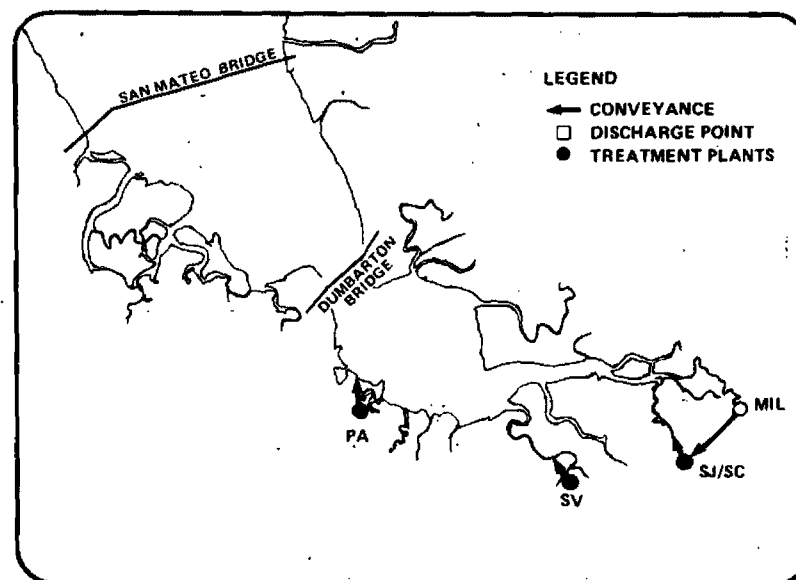 SAN MATEO BRIDGE
LEGEND
CONVEYANCE
DISCHARGE POINT
TREATMENT PLANTS
DUMBARTON
BRIDGE
MIL
PA
SJ/SC
SV